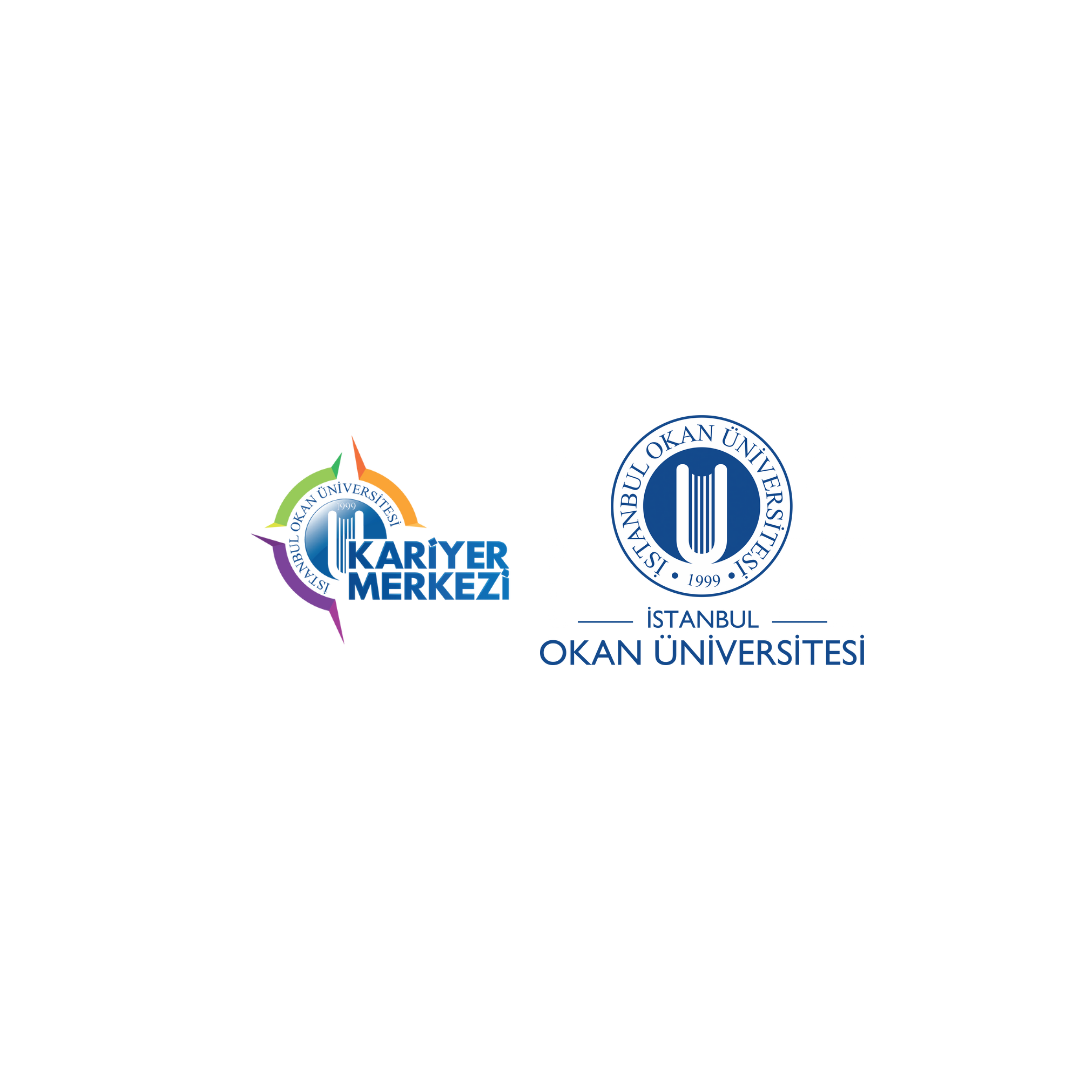 İSTANBUL OKAN ÜNİVERSİTESİ
1999
KARİYER
MERKEZİ
İSTANBUL OKAN ÜNİVERSİTESİ
• 1999 •
İSTANBUL
OKAN ÜNİVERSİTESİ